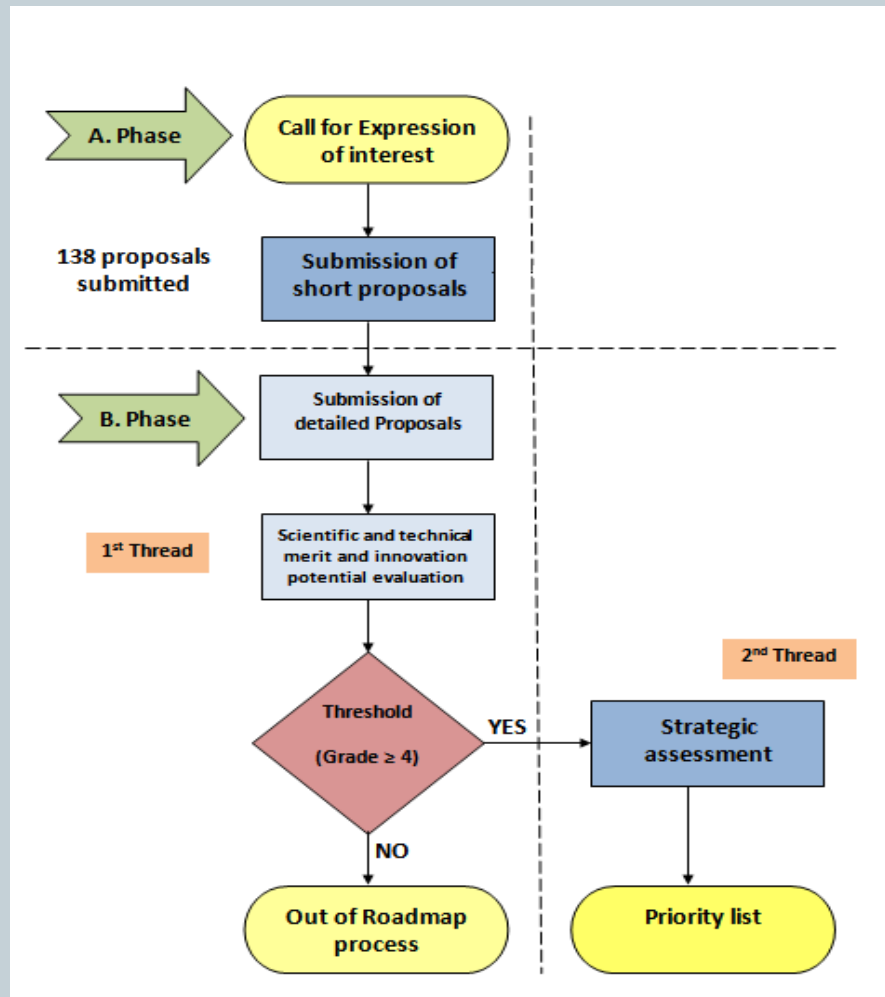 A. Phase
Call for Expression
of interest
138 proposals
submitted
Submission of
short proposals
B. Phase
Submission of
detailed Proposals
1st Thread
Scientific and technical
merit and innovation
potential evaluation
2nd Thread
Threshold
(Grade ≥ 4)
YES
Strategic
assessment
NO
Out of Roadmap
process
Priority list